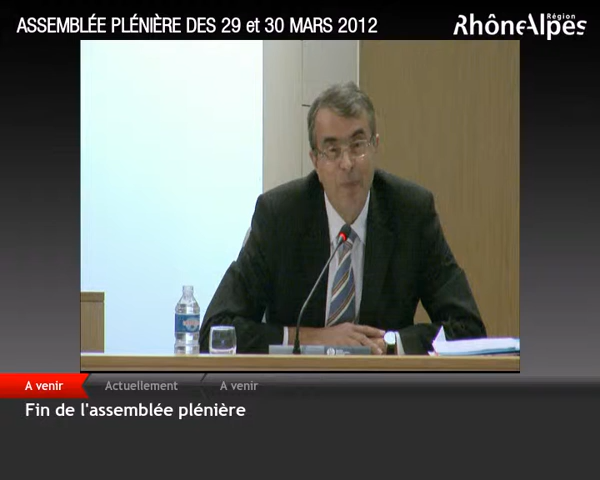 ASSEMBLÉE PLÉNIÈRE DES 29 et 30 MARS 2012
Région
RhôneAlpes
A venir Actuellement A venir
Fin de l'assemblée plénière